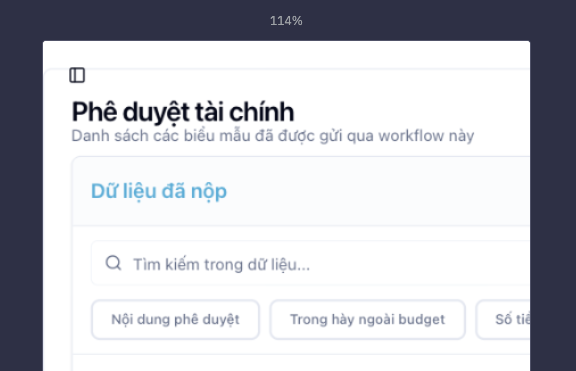 114%
Phê duyệt tài chính
Danh sách các biểu mẫu đã được gửi qua workflow này
Dữ liệu đã nộp
Tìm kiếm trong dữ liệu...
Nội dung phê duyệt
Trong hày ngoài budget
Số tiề